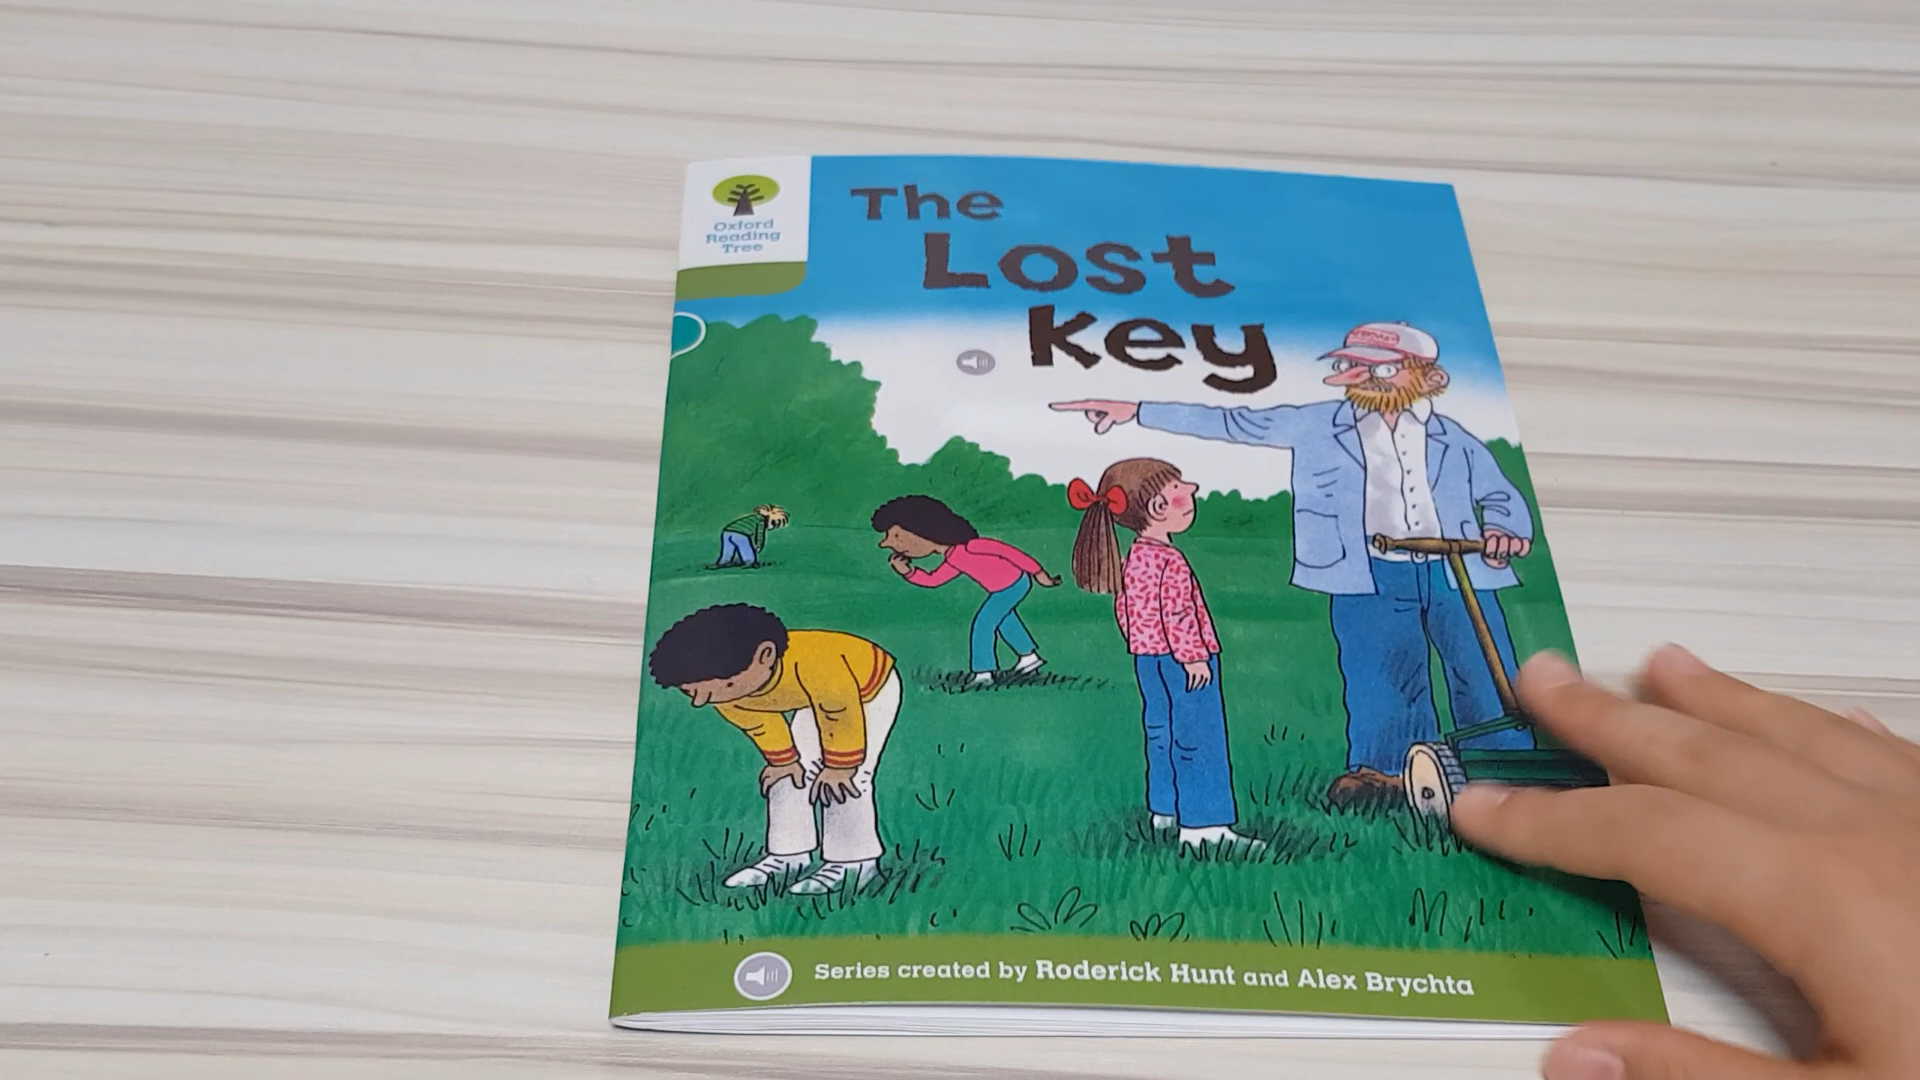 Oxford
Reading
Tree
The
Lost
Key
Series created by Roderick Hunt and Alex Brychta